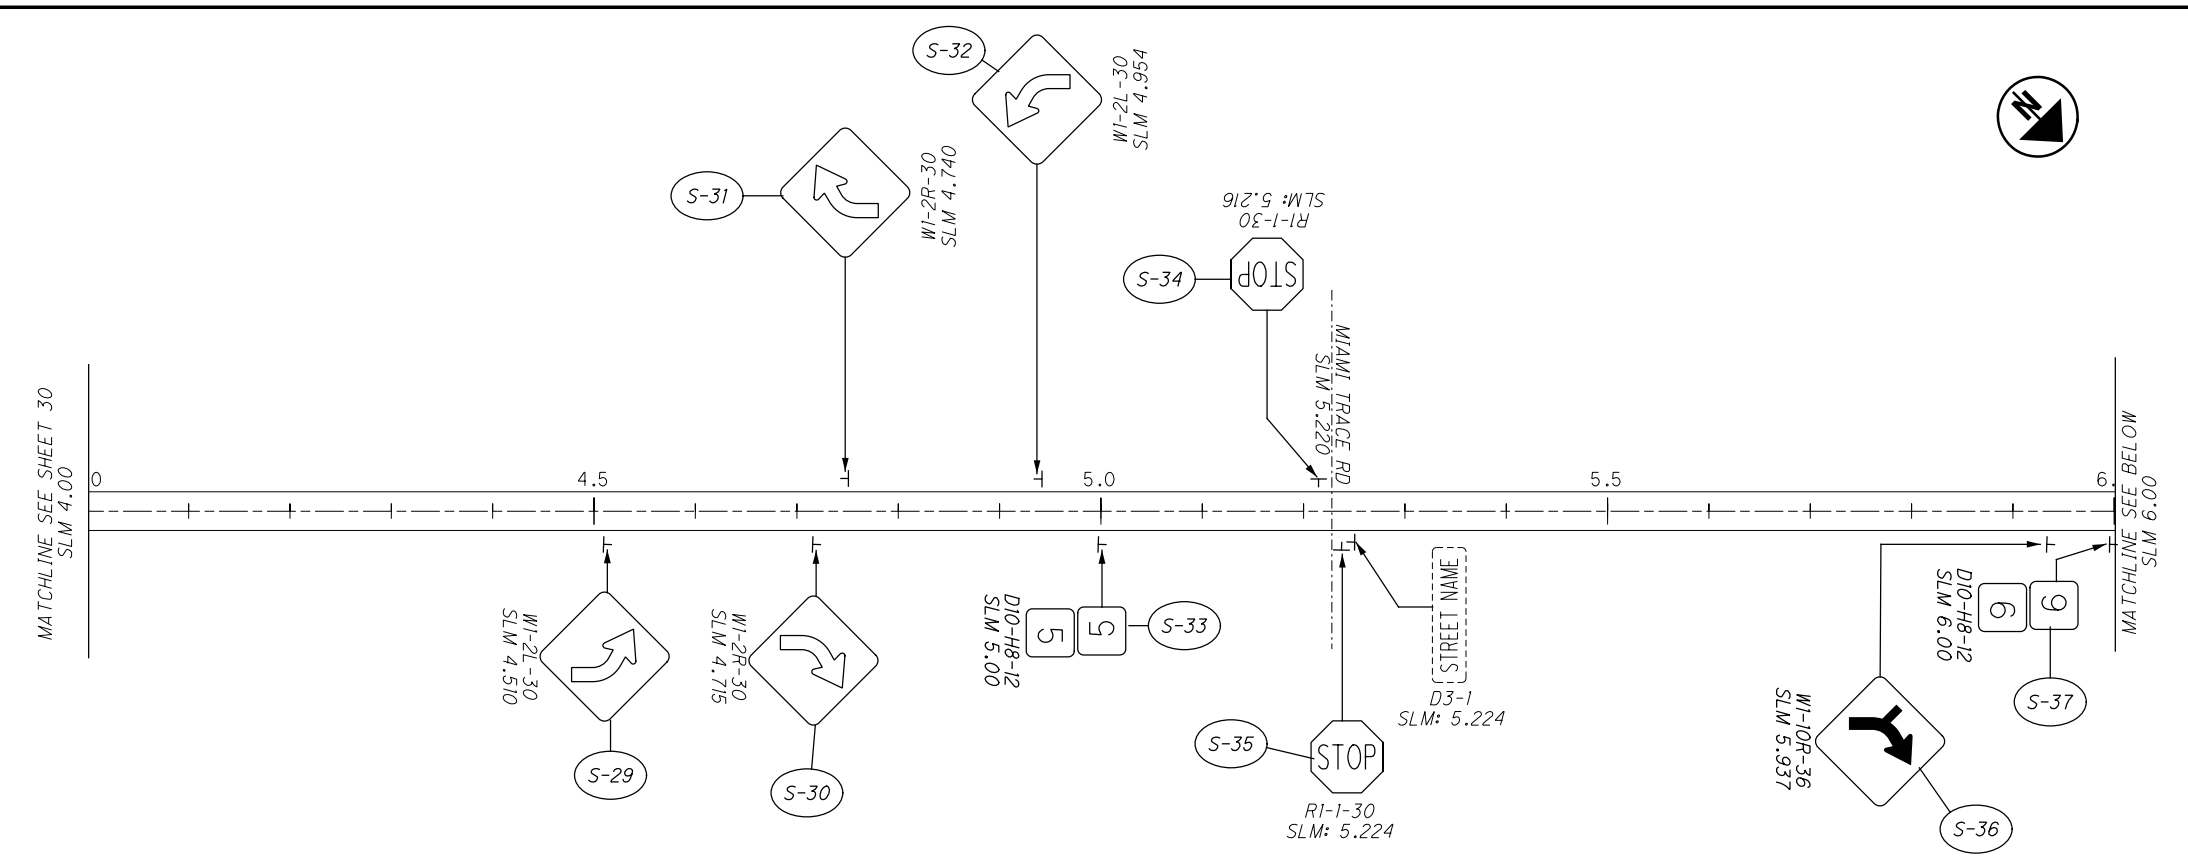 S-32
W1-2L-30
SLM 4.954
N
S-31
W1-2R-30
SLM 4.740
R1-1-30
SLM: 5.216
S-34
STOP
MIAMI TRACE RD
SLM 5.220
MATCHLINE SEE SHEET 30
SLM 4.00
0
4.5
5.0
5.5
6.
MATCHLINE SEE BELOW
SLM 6.00
W1-2L-30
SLM 4.510
S-29
W1-2R-30
SLM 4.715
S-30
D10-H8-12
SLM 5.00
5
5
S-33
STREET NAME
D3-1
SLM: 5.224
S-35
STOP
R1-1-30
SLM: 5.224
D10-H8-12
SLM 6.00
6
6
S-37
W1-10R-36
SLM 5.937
S-36